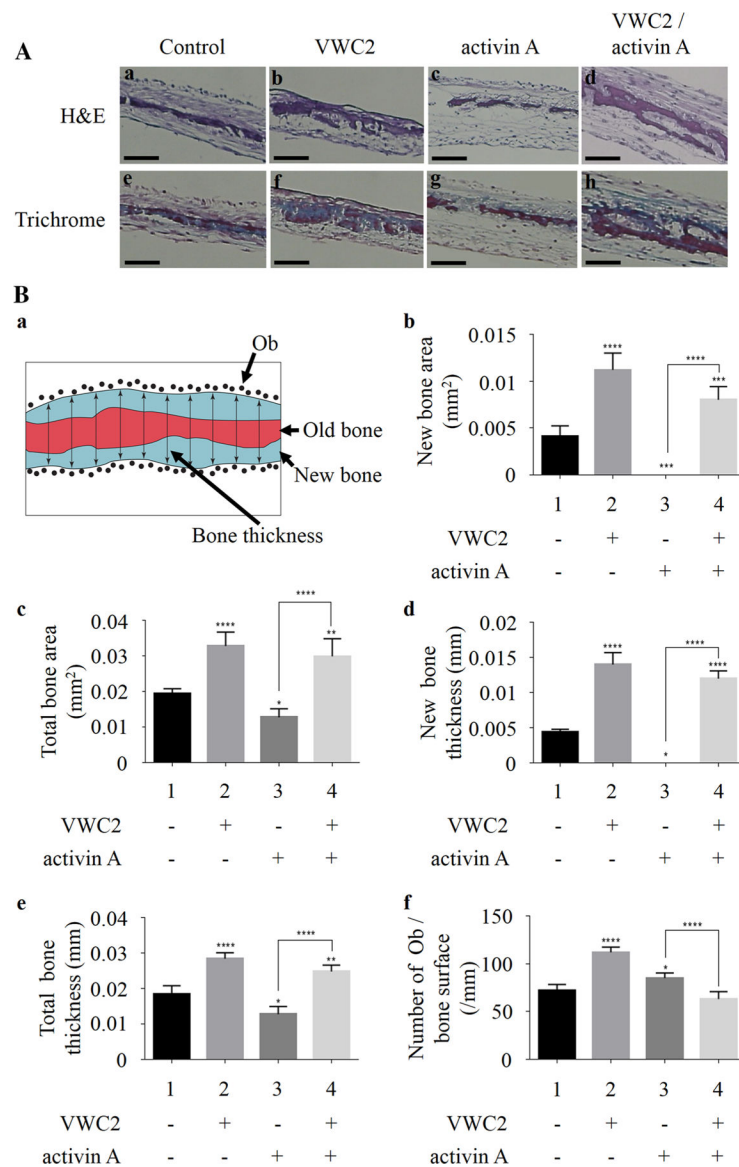 A
Control VWC2 activin A VWC2 /
activin A
H&E
a b c d
Trichrome
e f g h
B
a
Ob
Old bone
New bone
Bone thickness
b
New bone area
(mm²)
0.015
0.01
0.005
0
****
***
****
***
1 2 3 4
VWC2 - + - +
activin A - - + +
c
Total bone area
(mm²)
0.04
0.03
0.02
0.01
0
****
*
****
**
1 2 3 4
VWC2 - + - +
activin A - - + +
d
New bone
thickness (mm)
0.02
0.015
0.01
0.005
0
****
*
****
****
1 2 3 4
VWC2 - + - +
activin A - - + +
e
Total bone
thickness (mm)
0.04
0.03
0.02
0.01
0
****
*
****
**
1 2 3 4
VWC2 - + - +
activin A - - + +
f
Number of Ob /
bone surface
(/mm)
150
100
50
0
****
*
****
1 2 3 4
VWC2 - + - +
activin A - - + +